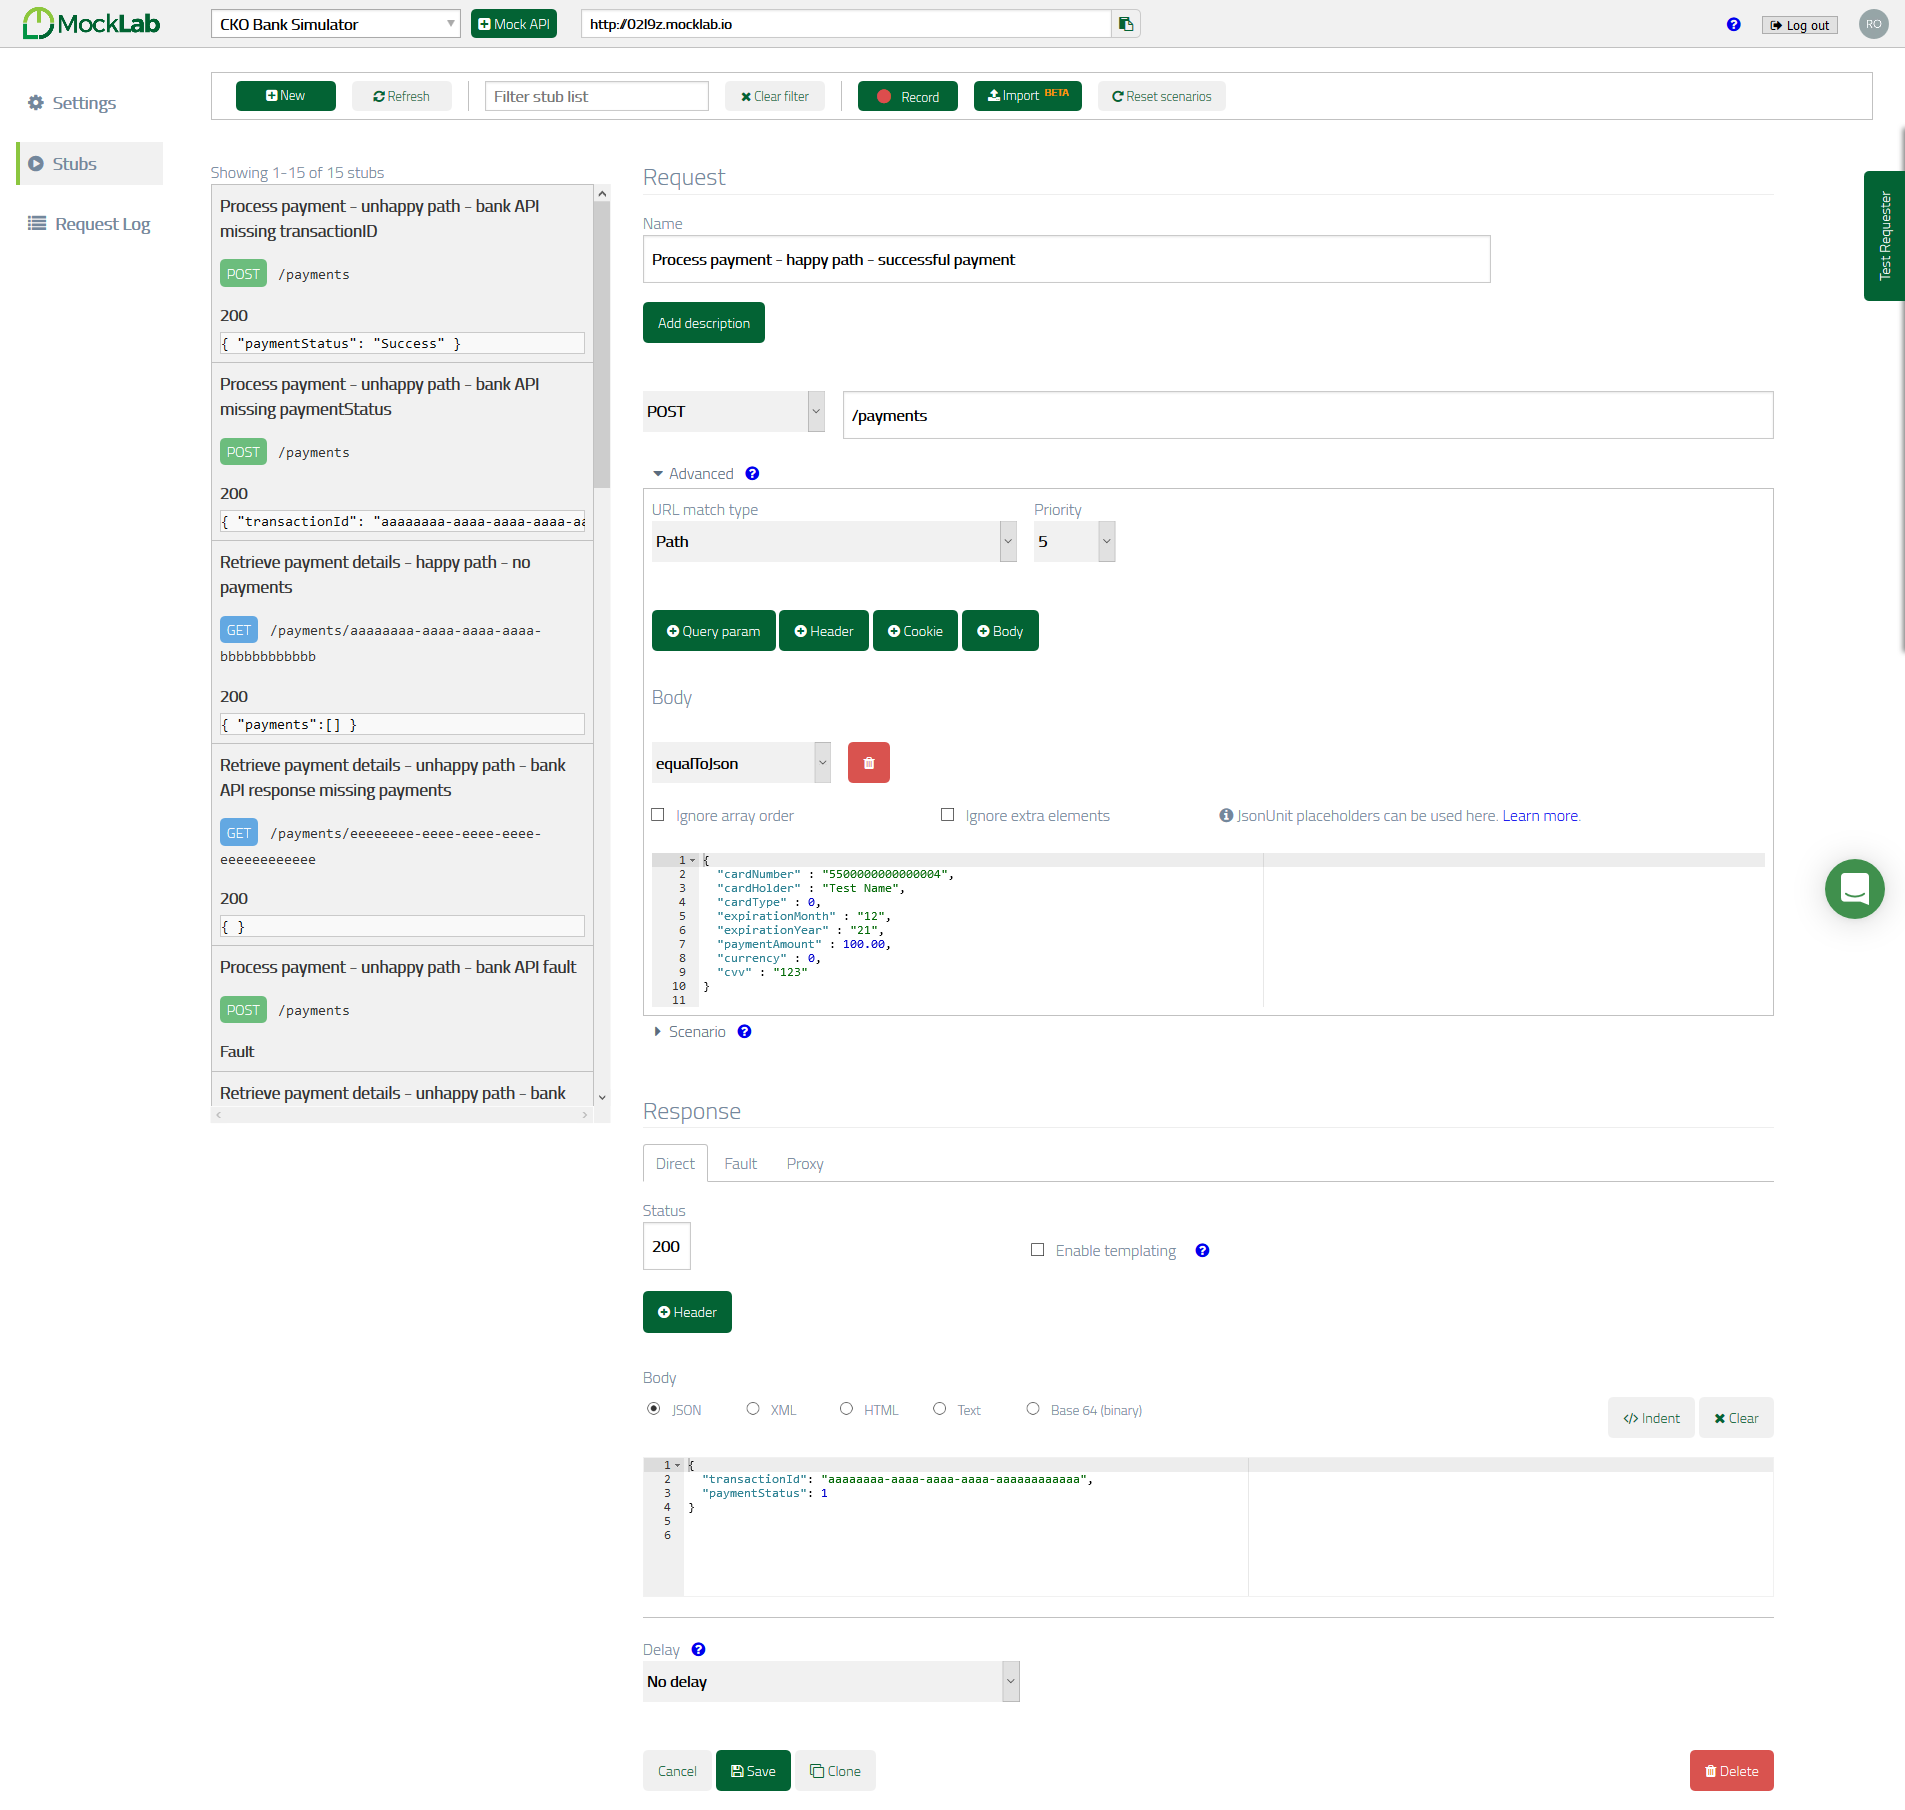 MockLab
CKO Bank Simulator
Mock API
http://02l9z.mocklab.io
Log out
RO
Settings
Stubs
Request Log
New
Refresh
Filter stub list
Clear filter
Record
Import BETA
Reset scenarios
Test Requester
Showing 1-15 of 15 stubs
Process payment - unhappy path - bank API
missing transactionID
POST /payments
200
{ "paymentStatus": "Success" }
Process payment - unhappy path - bank API
missing paymentStatus
POST /payments
200
{ "transactionId": "aaaaaaaa-aaaa-aaaa-aaaa-aa
Retrieve payment details - happy path - no
payments
GET /payments/aaaaaaaa-aaaa-aaaa-aaaa-
bbbbbbbbbbbb
200
{ "payments":[] }
Retrieve payment details - unhappy path - bank
API response missing payments
GET /payments/eeeeeeee-eeee-eeee-eeee-
eeeeeeeeeeee
200
{ }
Process payment - unhappy path - bank API fault
POST /payments
Fault
Retrieve payment details - unhappy path - bank
Request
Name
Process payment - happy path - successful payment
Add description
POST
/payments
Advanced
URL match type
Priority
Path
5
Query param
Header
Cookie
Body
Body
equalToJson
Ignore array order
Ignore extra elements
JsonUnit placeholders can be used here. Learn more.
1 {
2 "cardNumber" : "5500000000000004",
3 "cardHolder" : "Test Name",
4 "cardType" : 0,
5 "expirationMonth" : "12",
6 "expirationYear" : "21",
7 "paymentAmount" : 100.00,
8 "currency" : 0,
9 "cvv" : "123"
10 }
11
Scenario
Response
Direct
Fault
Proxy
Status
200
Enable templating
Header
Body
JSON
XML
HTML
Text
Base 64 (binary)
</> Indent
Clear
1 {
2 "transactionId": "aaaaaaaa-aaaa-aaaa-aaaa-aaaaaaaaaaaa",
3 "paymentStatus": 1
4 }
5
6
Delay
No delay
Cancel
Save
Clone
Delete